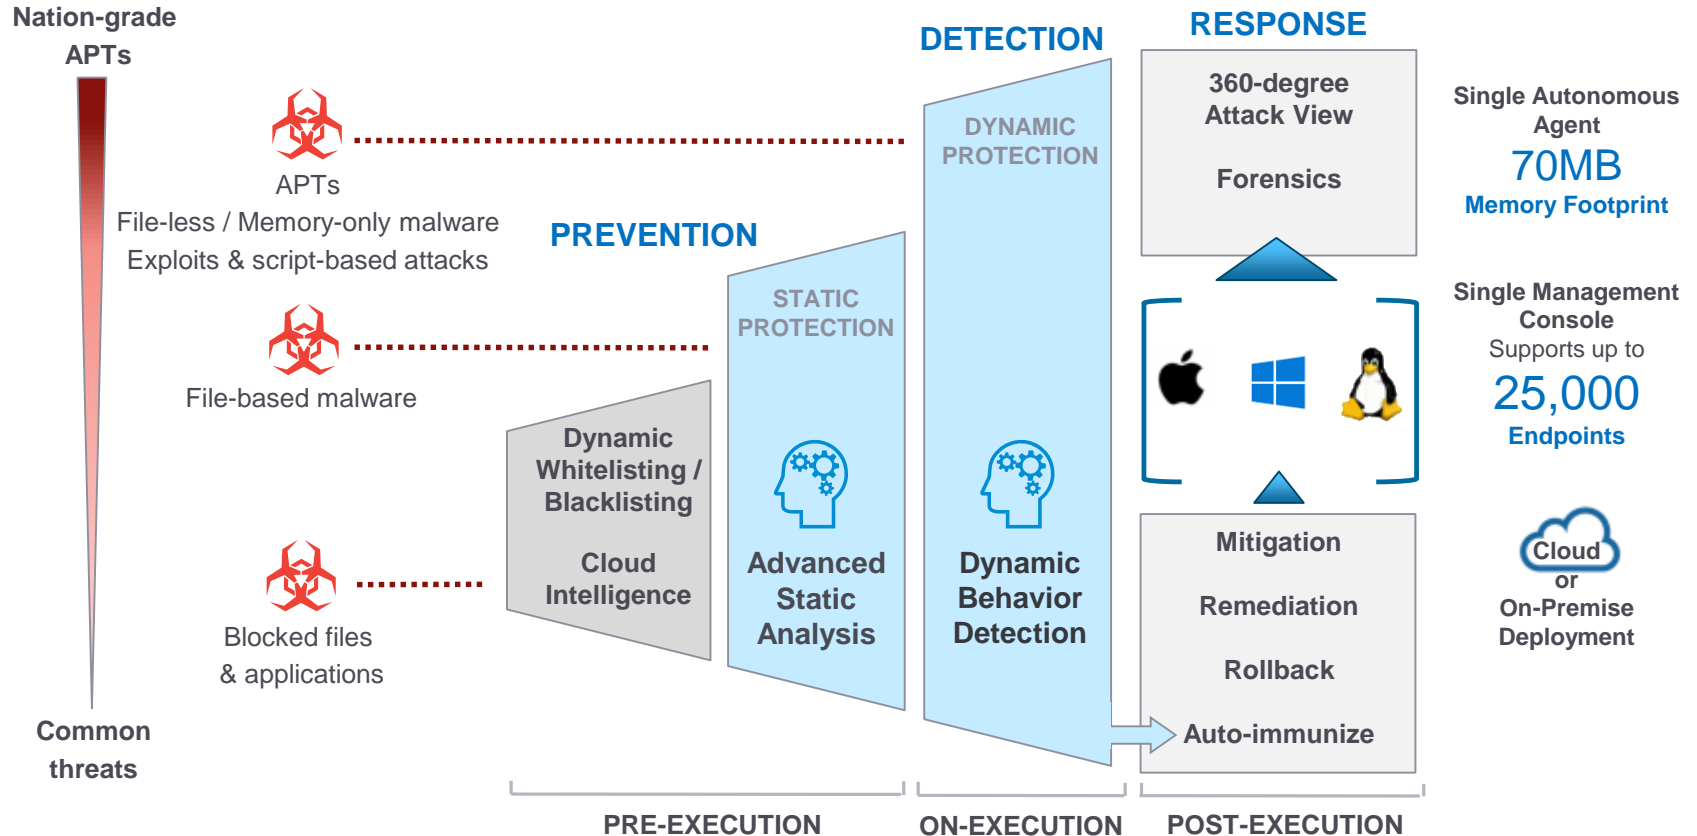 Nation-grade
APTs
APTs
File-less / Memory-only malware
Exploits & script-based attacks
File-based malware
Blocked files
& applications
Common
threats
PREVENTION
Dynamic
Whitelisting /
Blacklisting
Cloud
Intelligence
STATIC
PROTECTION
Advanced
Static
Analysis
PRE-EXECUTION
DETECTION
DYNAMIC
PROTECTION
Dynamic
Behavior
Detection
ON-EXECUTION
RESPONSE
360-degree
Attack View
Forensics
Mitigation
Remediation
Rollback
Auto-immunize
POST-EXECUTION
Single Autonomous
Agent
70MB
Memory Footprint
Single Management
Console
Supports up to
25,000
Endpoints
Cloud
or
On-Premise
Deployment